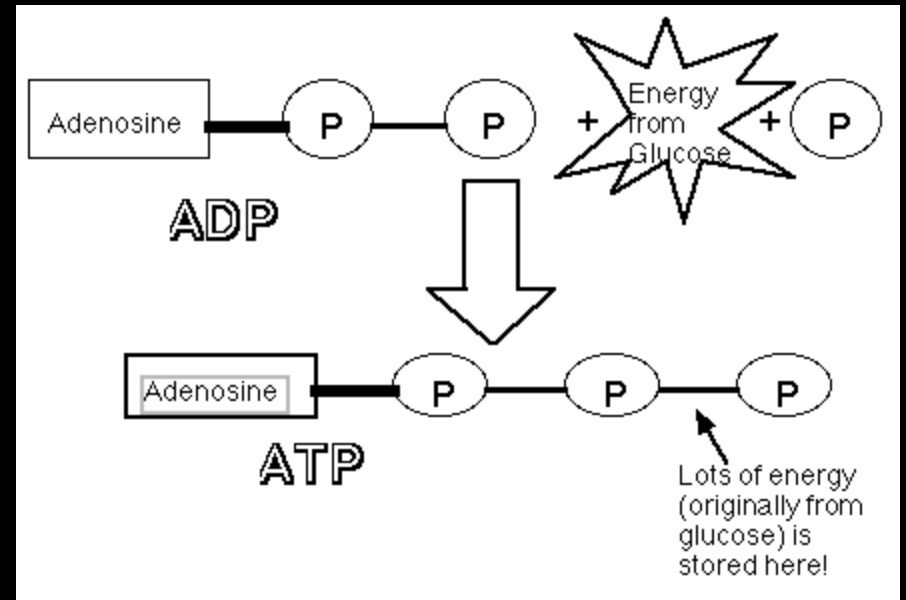 Adenosine P P + Energy from Glucose + P
ADP
Adenosine P P P
ATP
Lots of energy
(originally from
glucose) is
stored here!